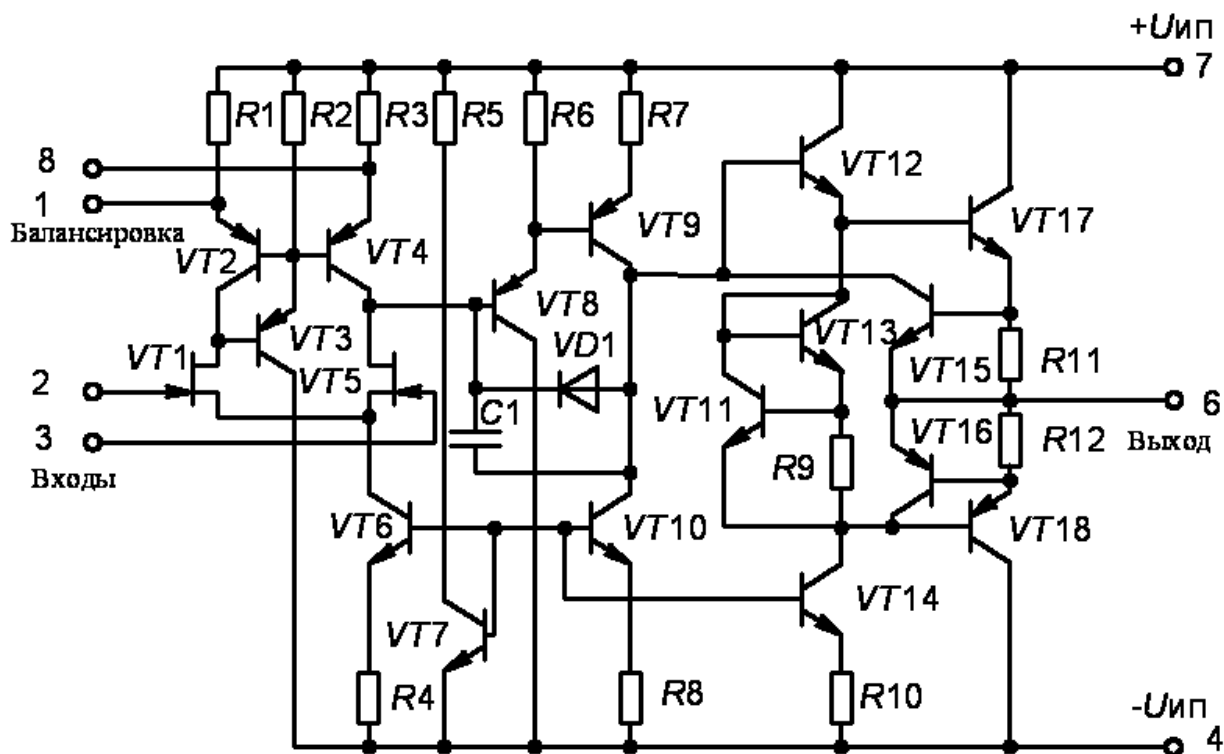 +Uип
7
R1
R2
R3
R5
R6
R7
8
1
Балансировка
VT2
VT4
VT12
VT9
VT17
VT8
VT1
VT3
VT5
VD1
VT13
VT15
R11
2
3
Входы
C1
VT11
6
Выход
VT16
R12
R9
VT6
VT10
VT18
VT14
VT7
R4
R8
R10
-Uип
4